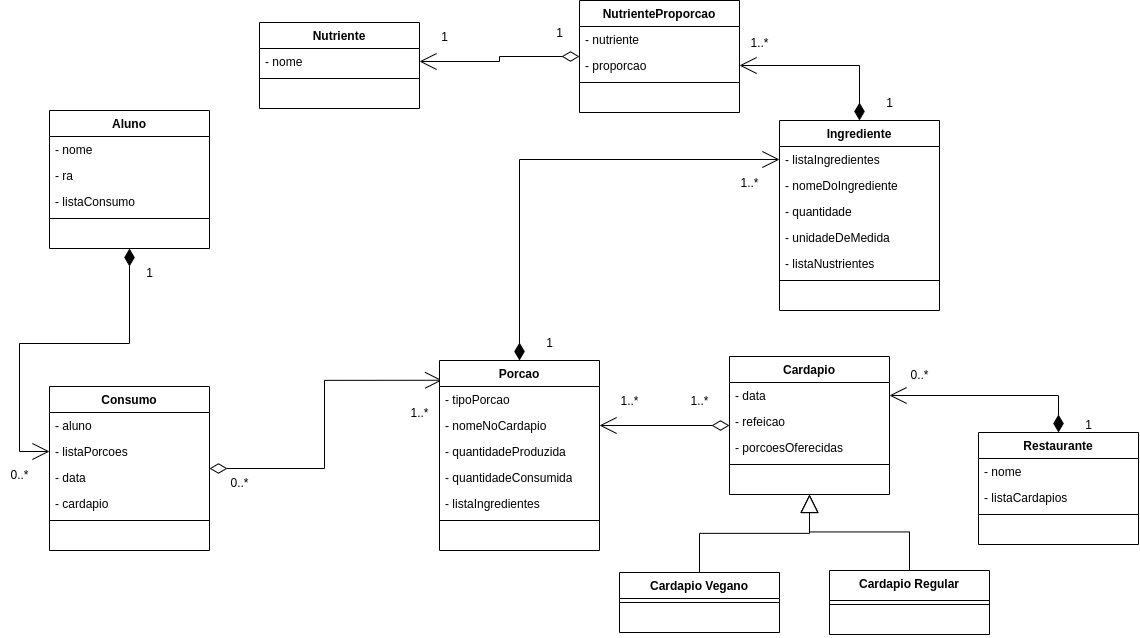 NutrienteProporcao
- nutriente
- proporcao
Nutriente
- nome
1
1
1..*
1
Aluno
- nome
- ra
- listaConsumo
1
Ingrediente
- listaIngredientes
- nomeDoIngrediente
- quantidade
- unidadeDeMedida
- listaNustrientes
1..*
1
Consumo
- aluno
- listaPorcoes
- data
- cardapio
0..*
0..*
1..*
Porcao
- tipoPorcao
- nomeNoCardapio
- quantidadeProduzida
- quantidadeConsumida
- listaIngredientes
1..*
1..*
Cardapio
- data
- refeicao
- porcoesOferecidas
0..*
1
Restaurante
- nome
- listaCardapios
Cardapio Vegano
Cardapio Regular